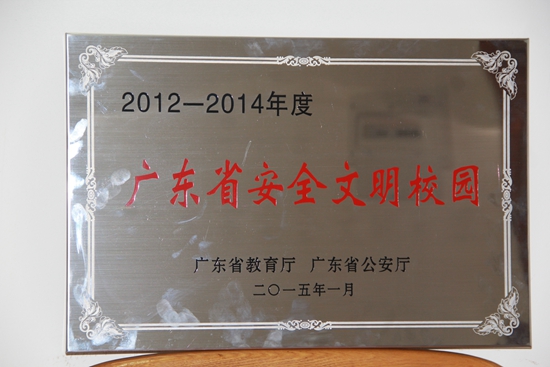 2012—2014年度
广东省安全文明校园
广东省教育厅 广东省公安厅
二〇一五年一月